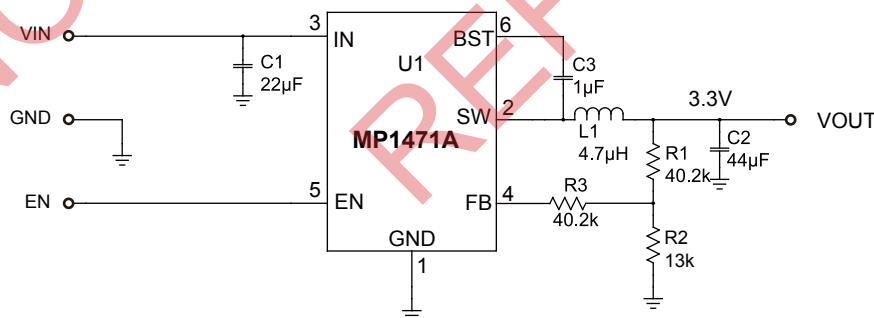 VIN
3
IN
BST
6
C1
22µF
U1
C3
1µF
GND
SW
2
3.3V
VOUT
MP1471A
L1
4.7µH
R1
40.2k
C2
44µF
EN
5
EN
FB
4
R3
40.2k
R2
13k
GND
1
REF